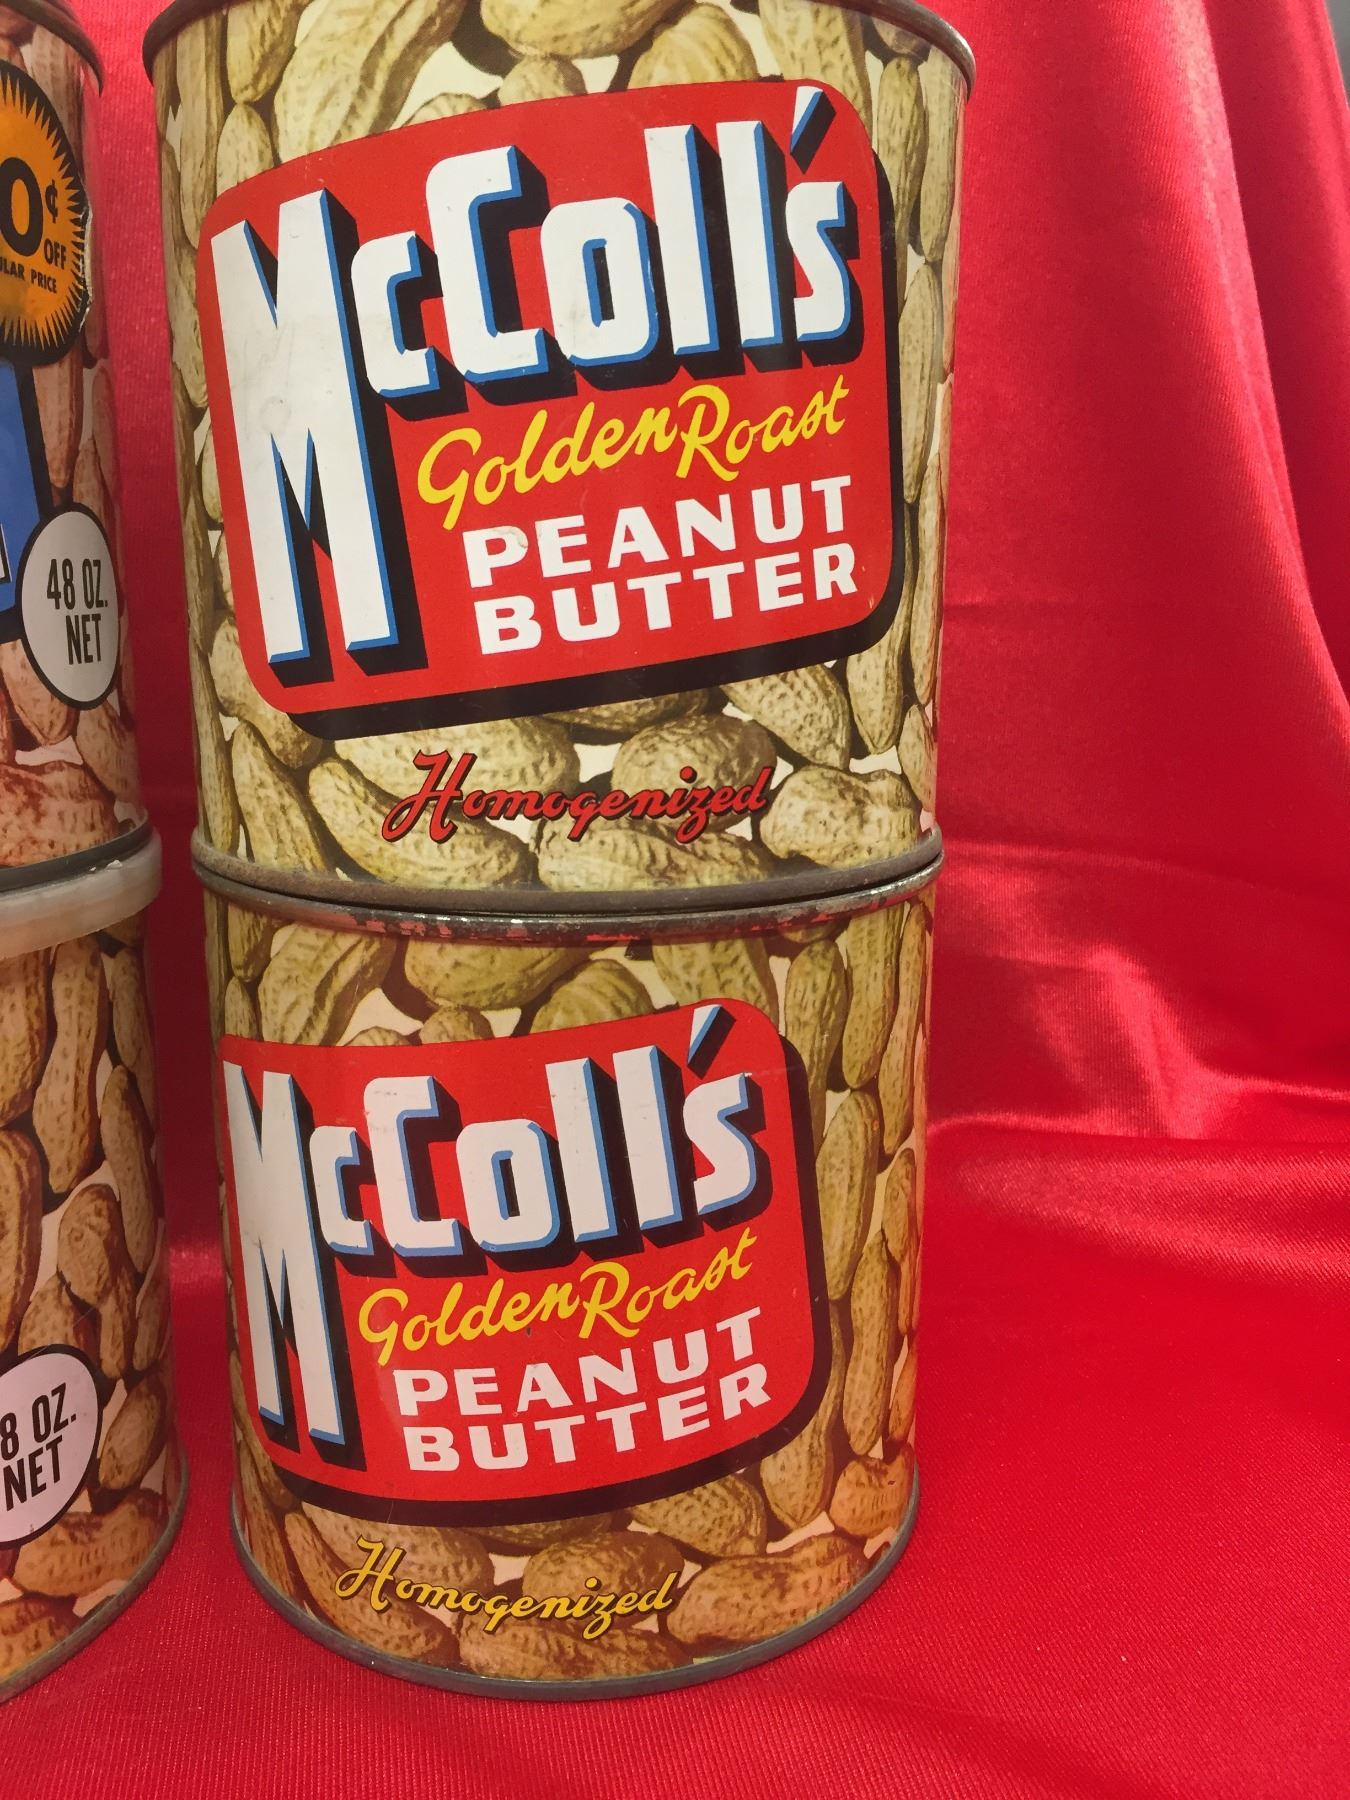 0¢
OFF
PRICE
48 OZ.
NET
McColl's
Golden Roast
PEANUT
BUTTER
Homogenized
8 OZ.
NET
McColl's
Golden Roast
PEANUT
BUTTER
Homogenized